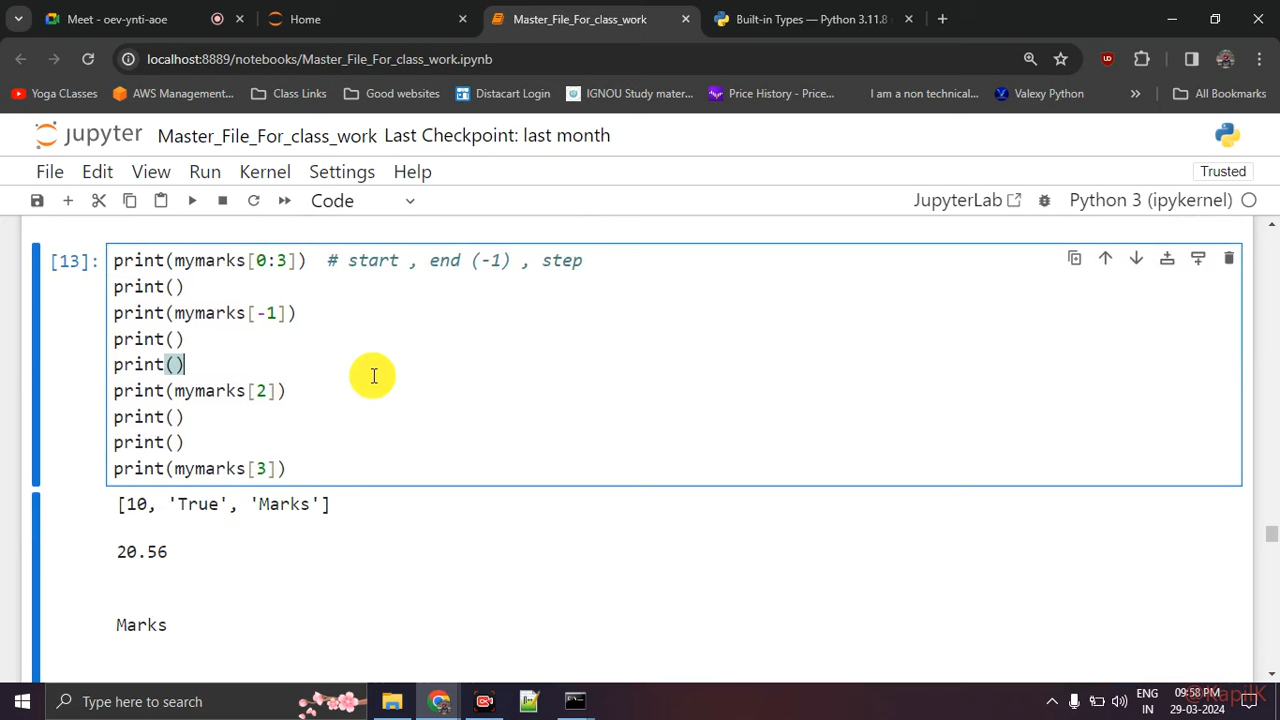 Meet - oev-ynti-aoe
Home
Master_File_For_class_work
Built-in Types — Python 3.11.8
localhost:8889/notebooks/Master_File_For_class_work.ipynb
Yoga CLasses
AWS Management...
Class Links
Good websites
Distacart Login
IGNOU Study mater...
Price History - Price...
I am a non technical...
Valexy Python
All Bookmarks
jupyter Master_File_For_class_work Last Checkpoint: last month
File Edit View Run Kernel Settings Help
Trusted
Code
JupyterLab
Python 3 (ipykernel)
[13]:
print(mymarks[0:3]) # start , end (-1) , step
print()
print(mymarks[-1])
print()
print()
print(mymarks[2])
print()
print()
print(mymarks[3])
[10, 'True', 'Marks']
20.56
Marks
Type here to search
ENG
IN
09:58 PM
29-03-2024
@KapilK